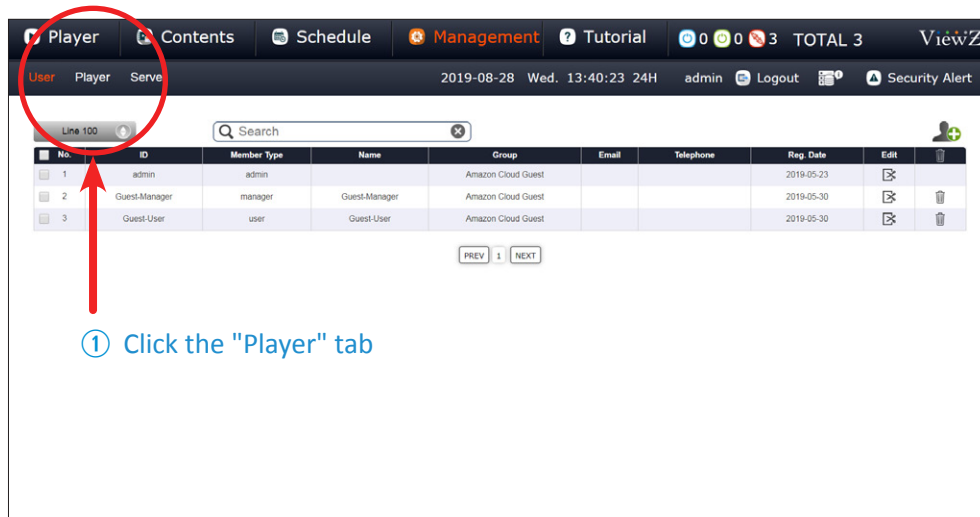 Player Contents Schedule Management ? Tutorial 0 0 3 TOTAL 3 ViewZ
User Player Serve 2019-08-28 Wed. 13:40:23 24H admin Logout 0 Security Alert
Line 100 Search
No. ID Member Type Name Group Email Telephone Reg. Date Edit
1 admin admin Amazon Cloud Guest 2019-05-23
2 Guest-Manager manager Guest-Manager Amazon Cloud Guest 2019-05-30
3 Guest-User user Guest-User Amazon Cloud Guest 2019-05-30
PREV 1 NEXT
① Click the "Player" tab